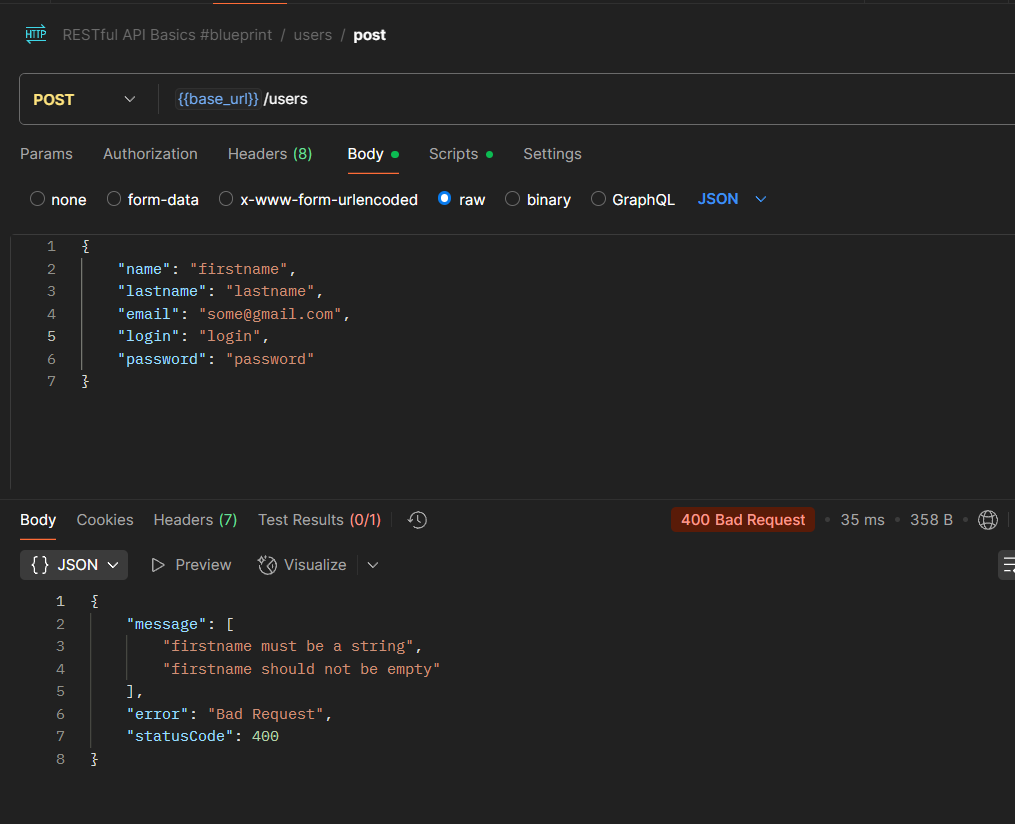 HTTP RESTful API Basics #blueprint / users / post
POST {{base_url}} /users
Params Authorization Headers (8) Body Scripts Settings
none form-data x-www-form-urlencoded raw binary GraphQL JSON
1 {
2 "name": "firstname",
3 "lastname": "lastname",
4 "email": "some@gmail.com",
5 "login": "login",
6 "password": "password"
7 }
Body Cookies Headers (7) Test Results (0/1) 400 Bad Request • 35 ms • 358 B •
{} JSON Preview Visualize
1 {
2 "message": [
3 "firstname must be a string",
4 "firstname should not be empty"
5 ],
6 "error": "Bad Request",
7 "statusCode": 400
8 }